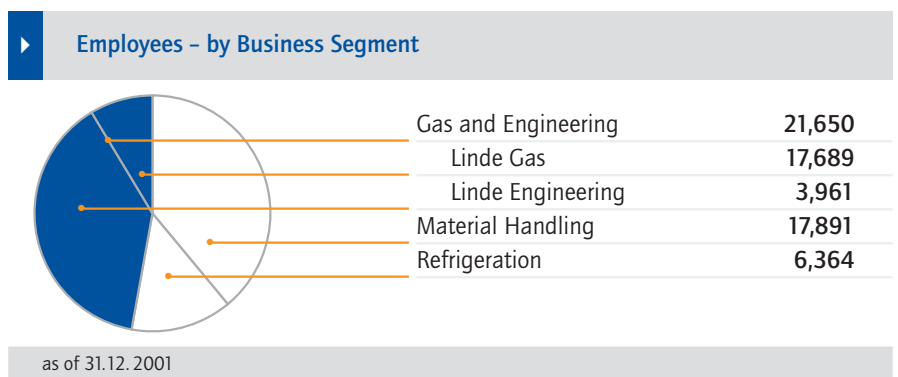 Employees – by Business Segment
Gas and Engineering 21,650
Linde Gas 17,689
Linde Engineering 3,961
Material Handling 17,891
Refrigeration 6,364
as of 31.12. 2001